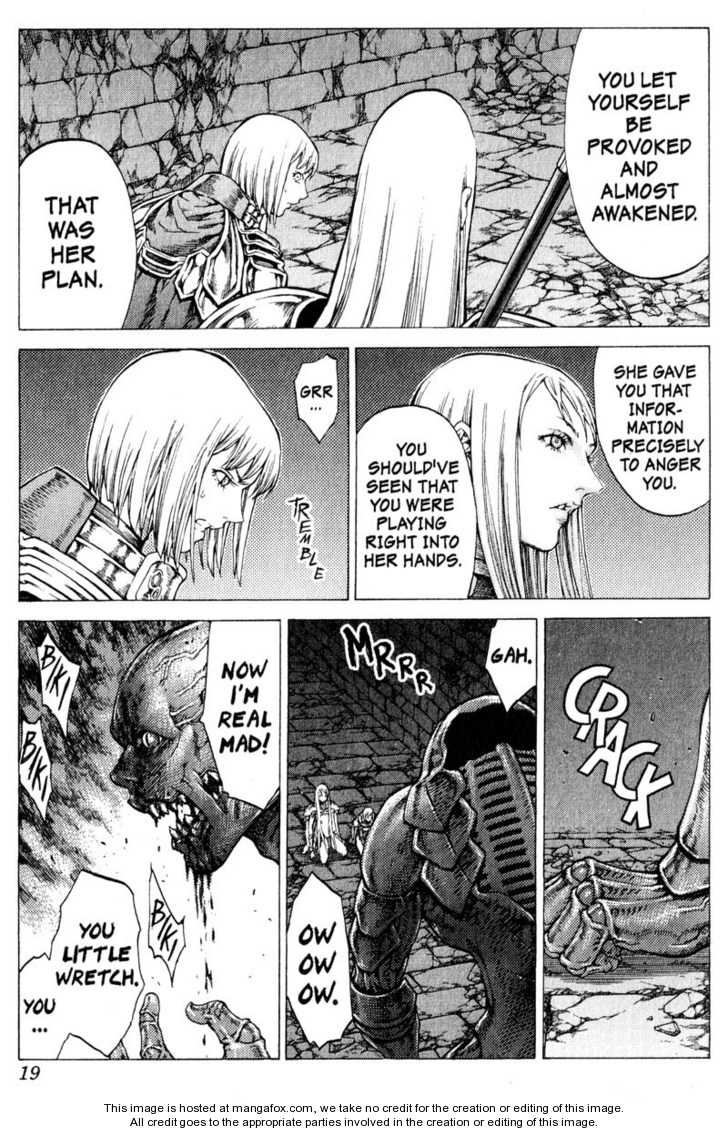 YOU LET
YOURSELF
BE
PROVOKED
AND
ALMOST
AWAKENED.
THAT
WAS
HER
PLAN.
SHE GAVE
YOU THAT
INFOR-
MATION
PRECISELY
TO ANGER
YOU.
YOU
SHOULD'VE
SEEN THAT
YOU WERE
PLAYING
RIGHT INTO
HER HANDS.
GRR
...
TREMBLE
BIKI
BIKI
NOW
I'M
REAL
MAD!
BIKI
YOU
LITTLE
WRETCH.
YOU
...
MRRRR
GAH.
OW
OW
OW.
CRACK
19
This image is hosted at mangafox.com, we take no credit for the creation or editing of this image.
All credit goes to the appropriate parties involved in the creation or editing of this image.